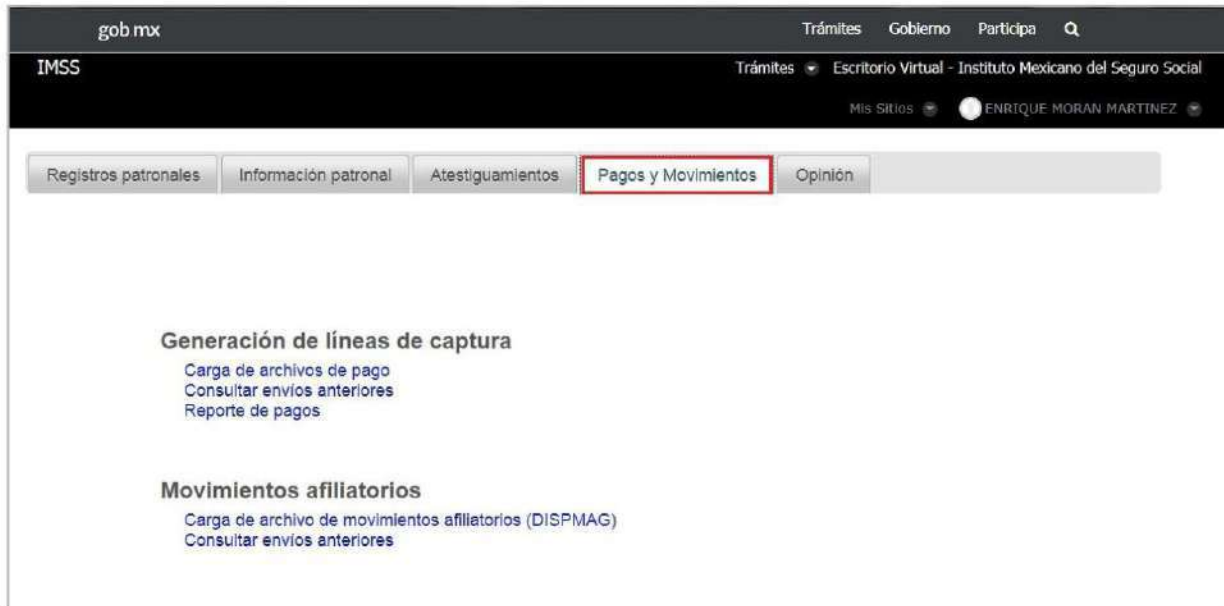 gob mx
Trámites Gobierno Participa
IMSS
Trámites Escritorio Virtual - Instituto Mexicano del Seguro Social
Mis Sitios ENRIQUE MORAN MARTINEZ
Registros patronales Información patronal Atestiguamientos Pagos y Movimientos Opinión
Generación de líneas de captura
Carga de archivos de pago
Consultar envíos anteriores
Reporte de pagos
Movimientos afiliatorios
Carga de archivo de movimientos afiliatorios (DISPMAG)
Consultar envíos anteriores